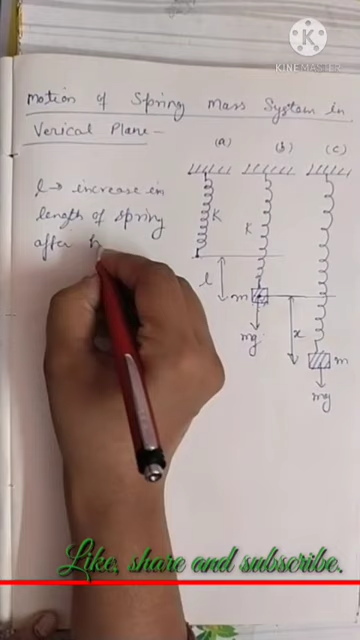 K
KINEMASTER
Motion of Spring Mass System in
Verical Plane -
(a)
(b)
(c)
l → increase in
length of spring
after h
K
K
l
m
mg
x
m
mg
Like, share and subscribe.